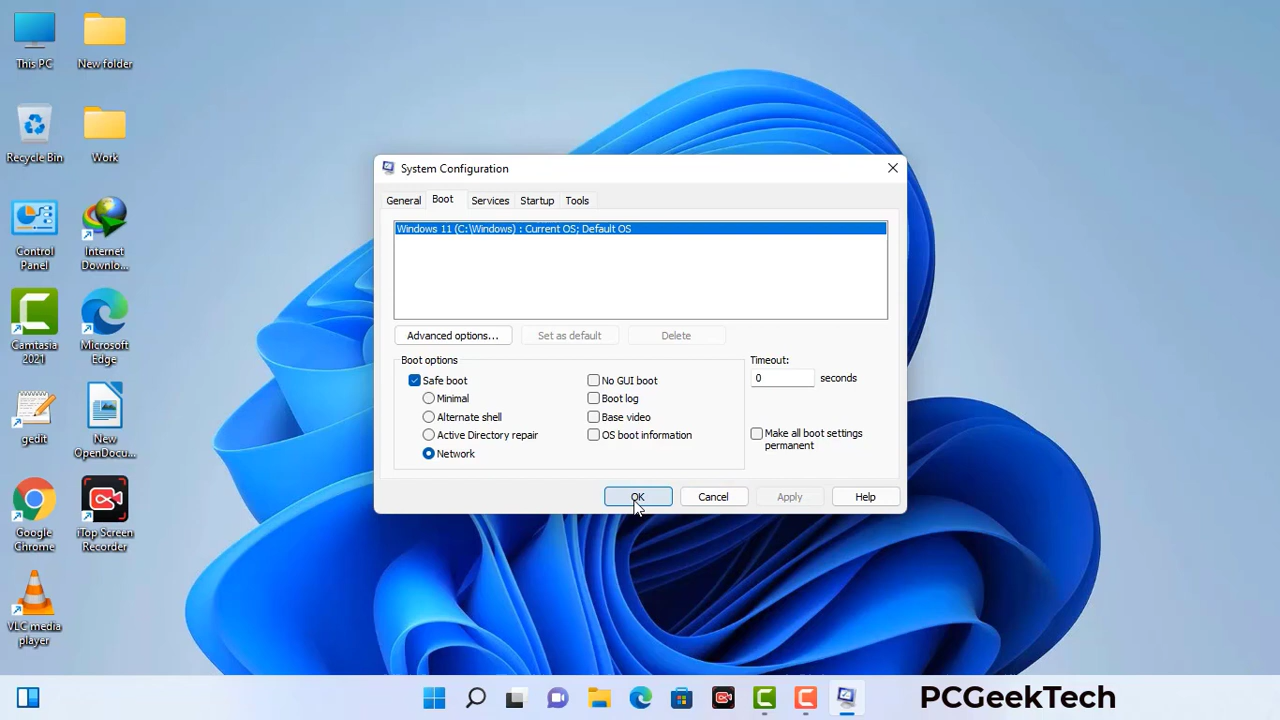 This PC
New folder
Recycle Bin
Work
Control
Panel
Internet
Downlo...
Camtasia
2021
Microsoft
Edge
gedit
New
OpenDocu...
Google
Chrome
iTop Screen
Recorder
VLC media
player
System Configuration
General
Boot
Services
Startup
Tools
Windows 11 (C:\Windows) : Current OS; Default OS
Advanced options...
Set as default
Delete
Boot options
Safe boot
Minimal
Alternate shell
Active Directory repair
Network
No GUI boot
Boot log
Base video
OS boot information
Timeout:
0 seconds
Make all boot settings
permanent
OK
Cancel
Apply
Help
PCGeekTech